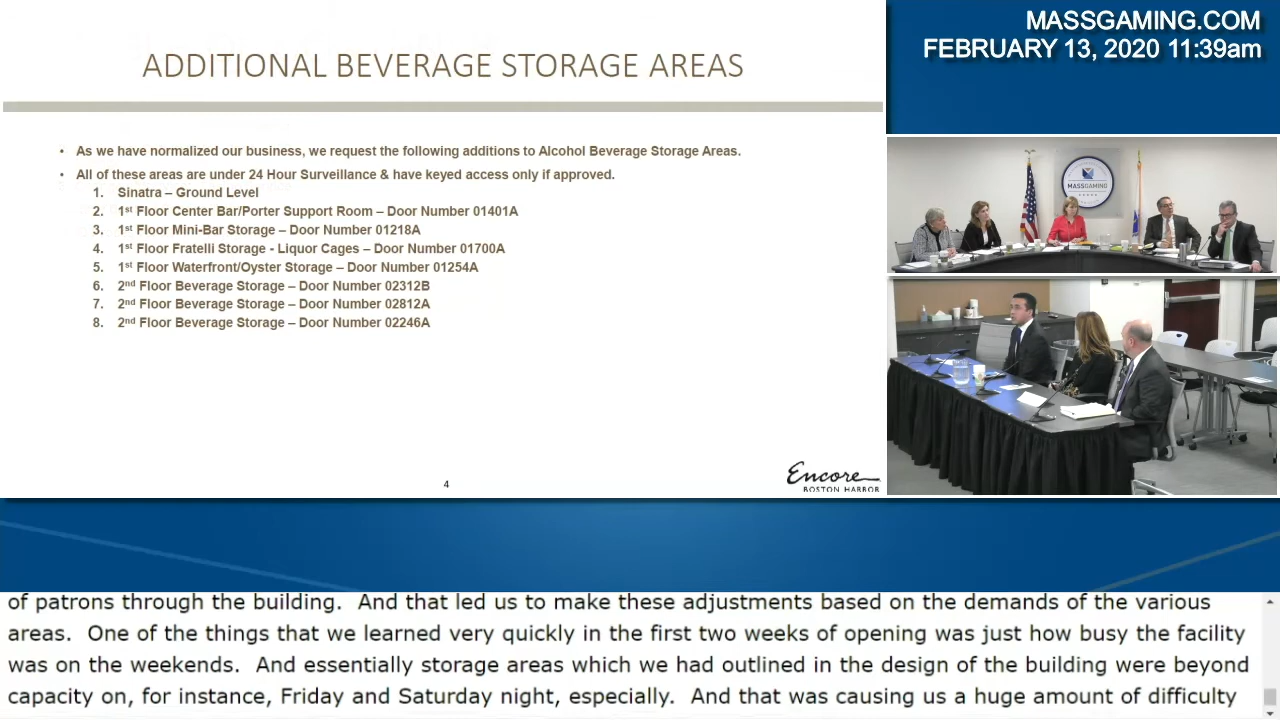 MASSGAMING.COM
FEBRUARY 13, 2020 11:39am
ADDITIONAL BEVERAGE STORAGE AREAS
• As we have normalized our business, we request the following additions to Alcohol Beverage Storage Areas.
• All of these areas are under 24 Hour Surveillance & have keyed access only if approved.
1. Sinatra – Ground Level
2. 1st Floor Center Bar/Porter Support Room – Door Number 01401A
3. 1st Floor Mini-Bar Storage – Door Number 01218A
4. 1st Floor Fratelli Storage - Liquor Cages – Door Number 01700A
5. 1st Floor Waterfront/Oyster Storage – Door Number 01254A
6. 2nd Floor Beverage Storage – Door Number 02312B
7. 2nd Floor Beverage Storage – Door Number 02812A
8. 2nd Floor Beverage Storage – Door Number 02246A
4
Encore
BOSTON HARBOR
MASSGAMING
of patrons through the building. And that led us to make these adjustments based on the demands of the various
areas. One of the things that we learned very quickly in the first two weeks of opening was just how busy the facility
was on the weekends. And essentially storage areas which we had outlined in the design of the building were beyond
capacity on, for instance, Friday and Saturday night, especially. And that was causing us a huge amount of difficulty